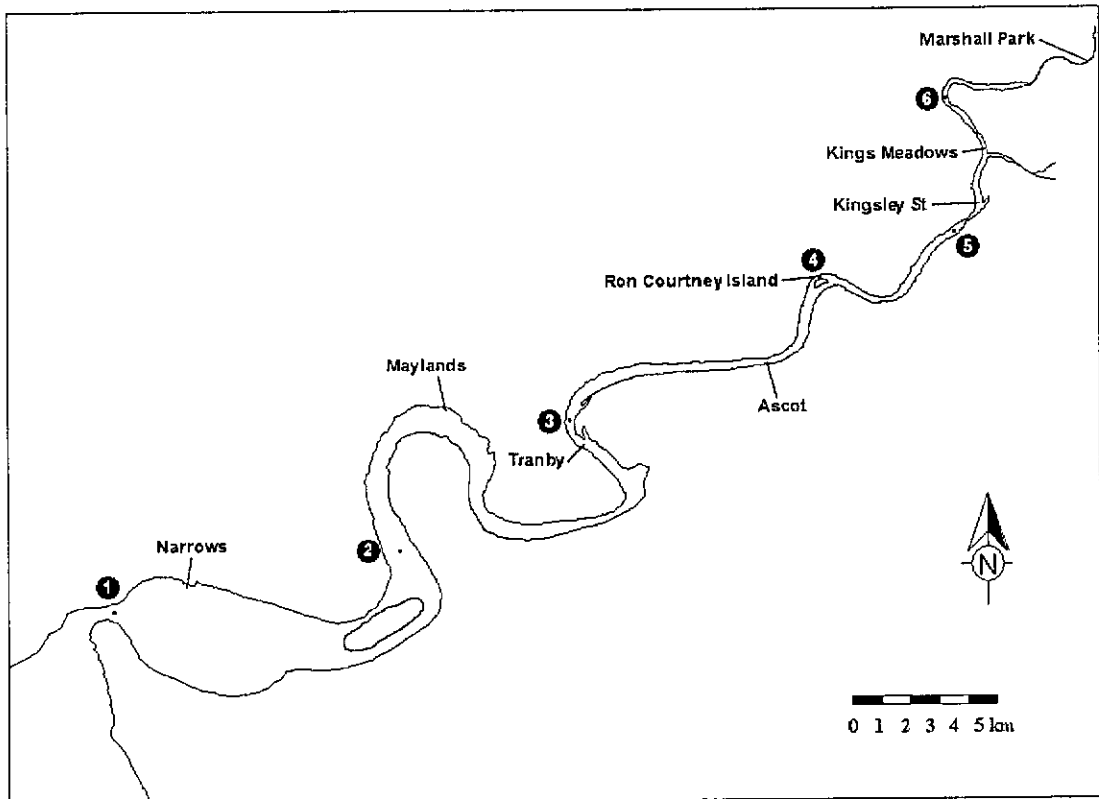 Marshall Park
6
Kings Meadows
Kingsley St
5
4
Ron Courtney Island
Maylands
Ascot
3
Tranby
2
Narrows
1
N
0 1 2 3 4 5 km